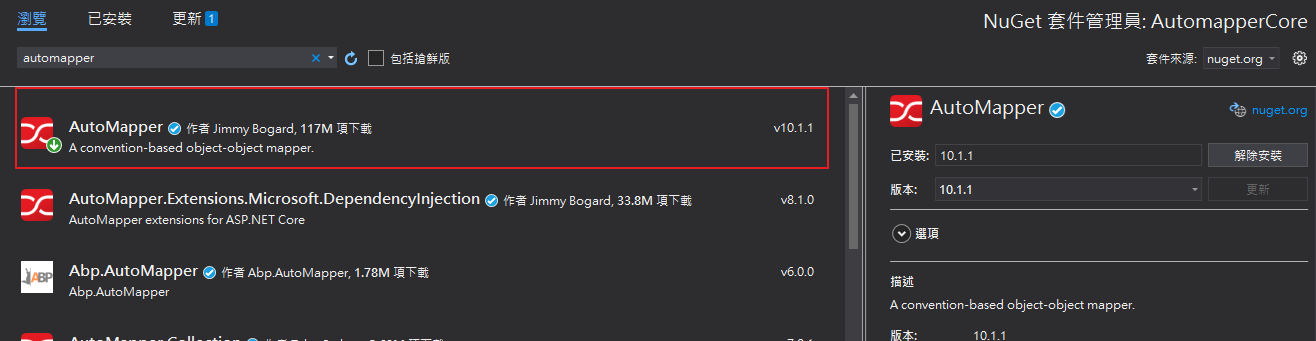 瀏覽 已安裝 更新 1
NuGet 套件管理員: AutomapperCore
automapper
包括搶鮮版
套件來源: nuget.org
AutoMapper 作者 Jimmy Bogard, 117M 項下載 v10.1.1
A convention-based object-object mapper.
AutoMapper.Extensions.Microsoft.DependencyInjection 作者 Jimmy Bogard, 33.8M 項下載 v8.1.0
AutoMapper extensions for ASP.NET Core
ABP
Abp.AutoMapper 作者 Abp.AutoMapper, 1.78M 項下載 v6.0.0
Abp.AutoMapper
AutoMapper.Collection
AutoMapper nuget.org
已安裝: 10.1.1 解除安裝
版本: 10.1.1 更新
選項
描述
A convention-based object-object mapper.
版本: 10.1.1